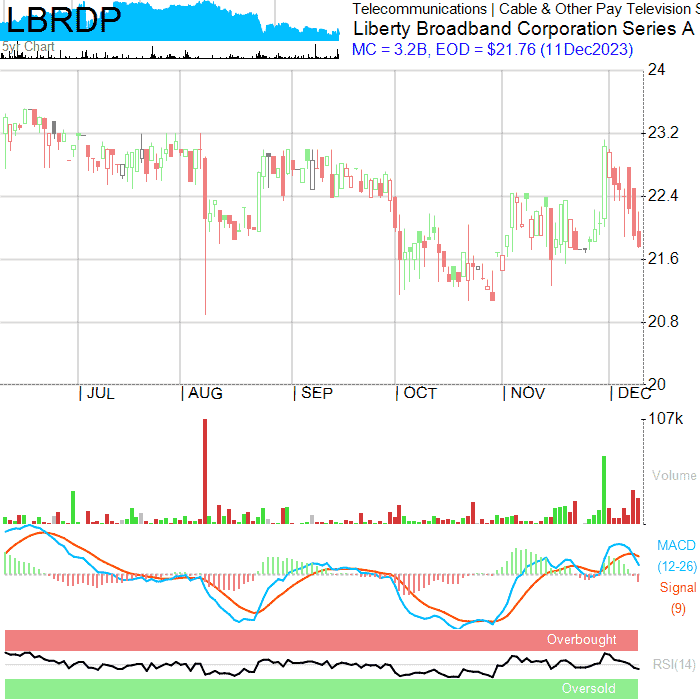 LBRDP
5yr Chart
Telecommunications | Cable & Other Pay Television S
Liberty Broadband Corporation Series A
MC = 3.2B, EOD = $21.76 (11Dec2023)
24
23.2
22.4
21.6
20.8
20
JUL
AUG
SEP
OCT
NOV
DEC
107k
Volume
MACD
(12-26)
Signal
(9)
Overbought
RSI(14)
Oversold